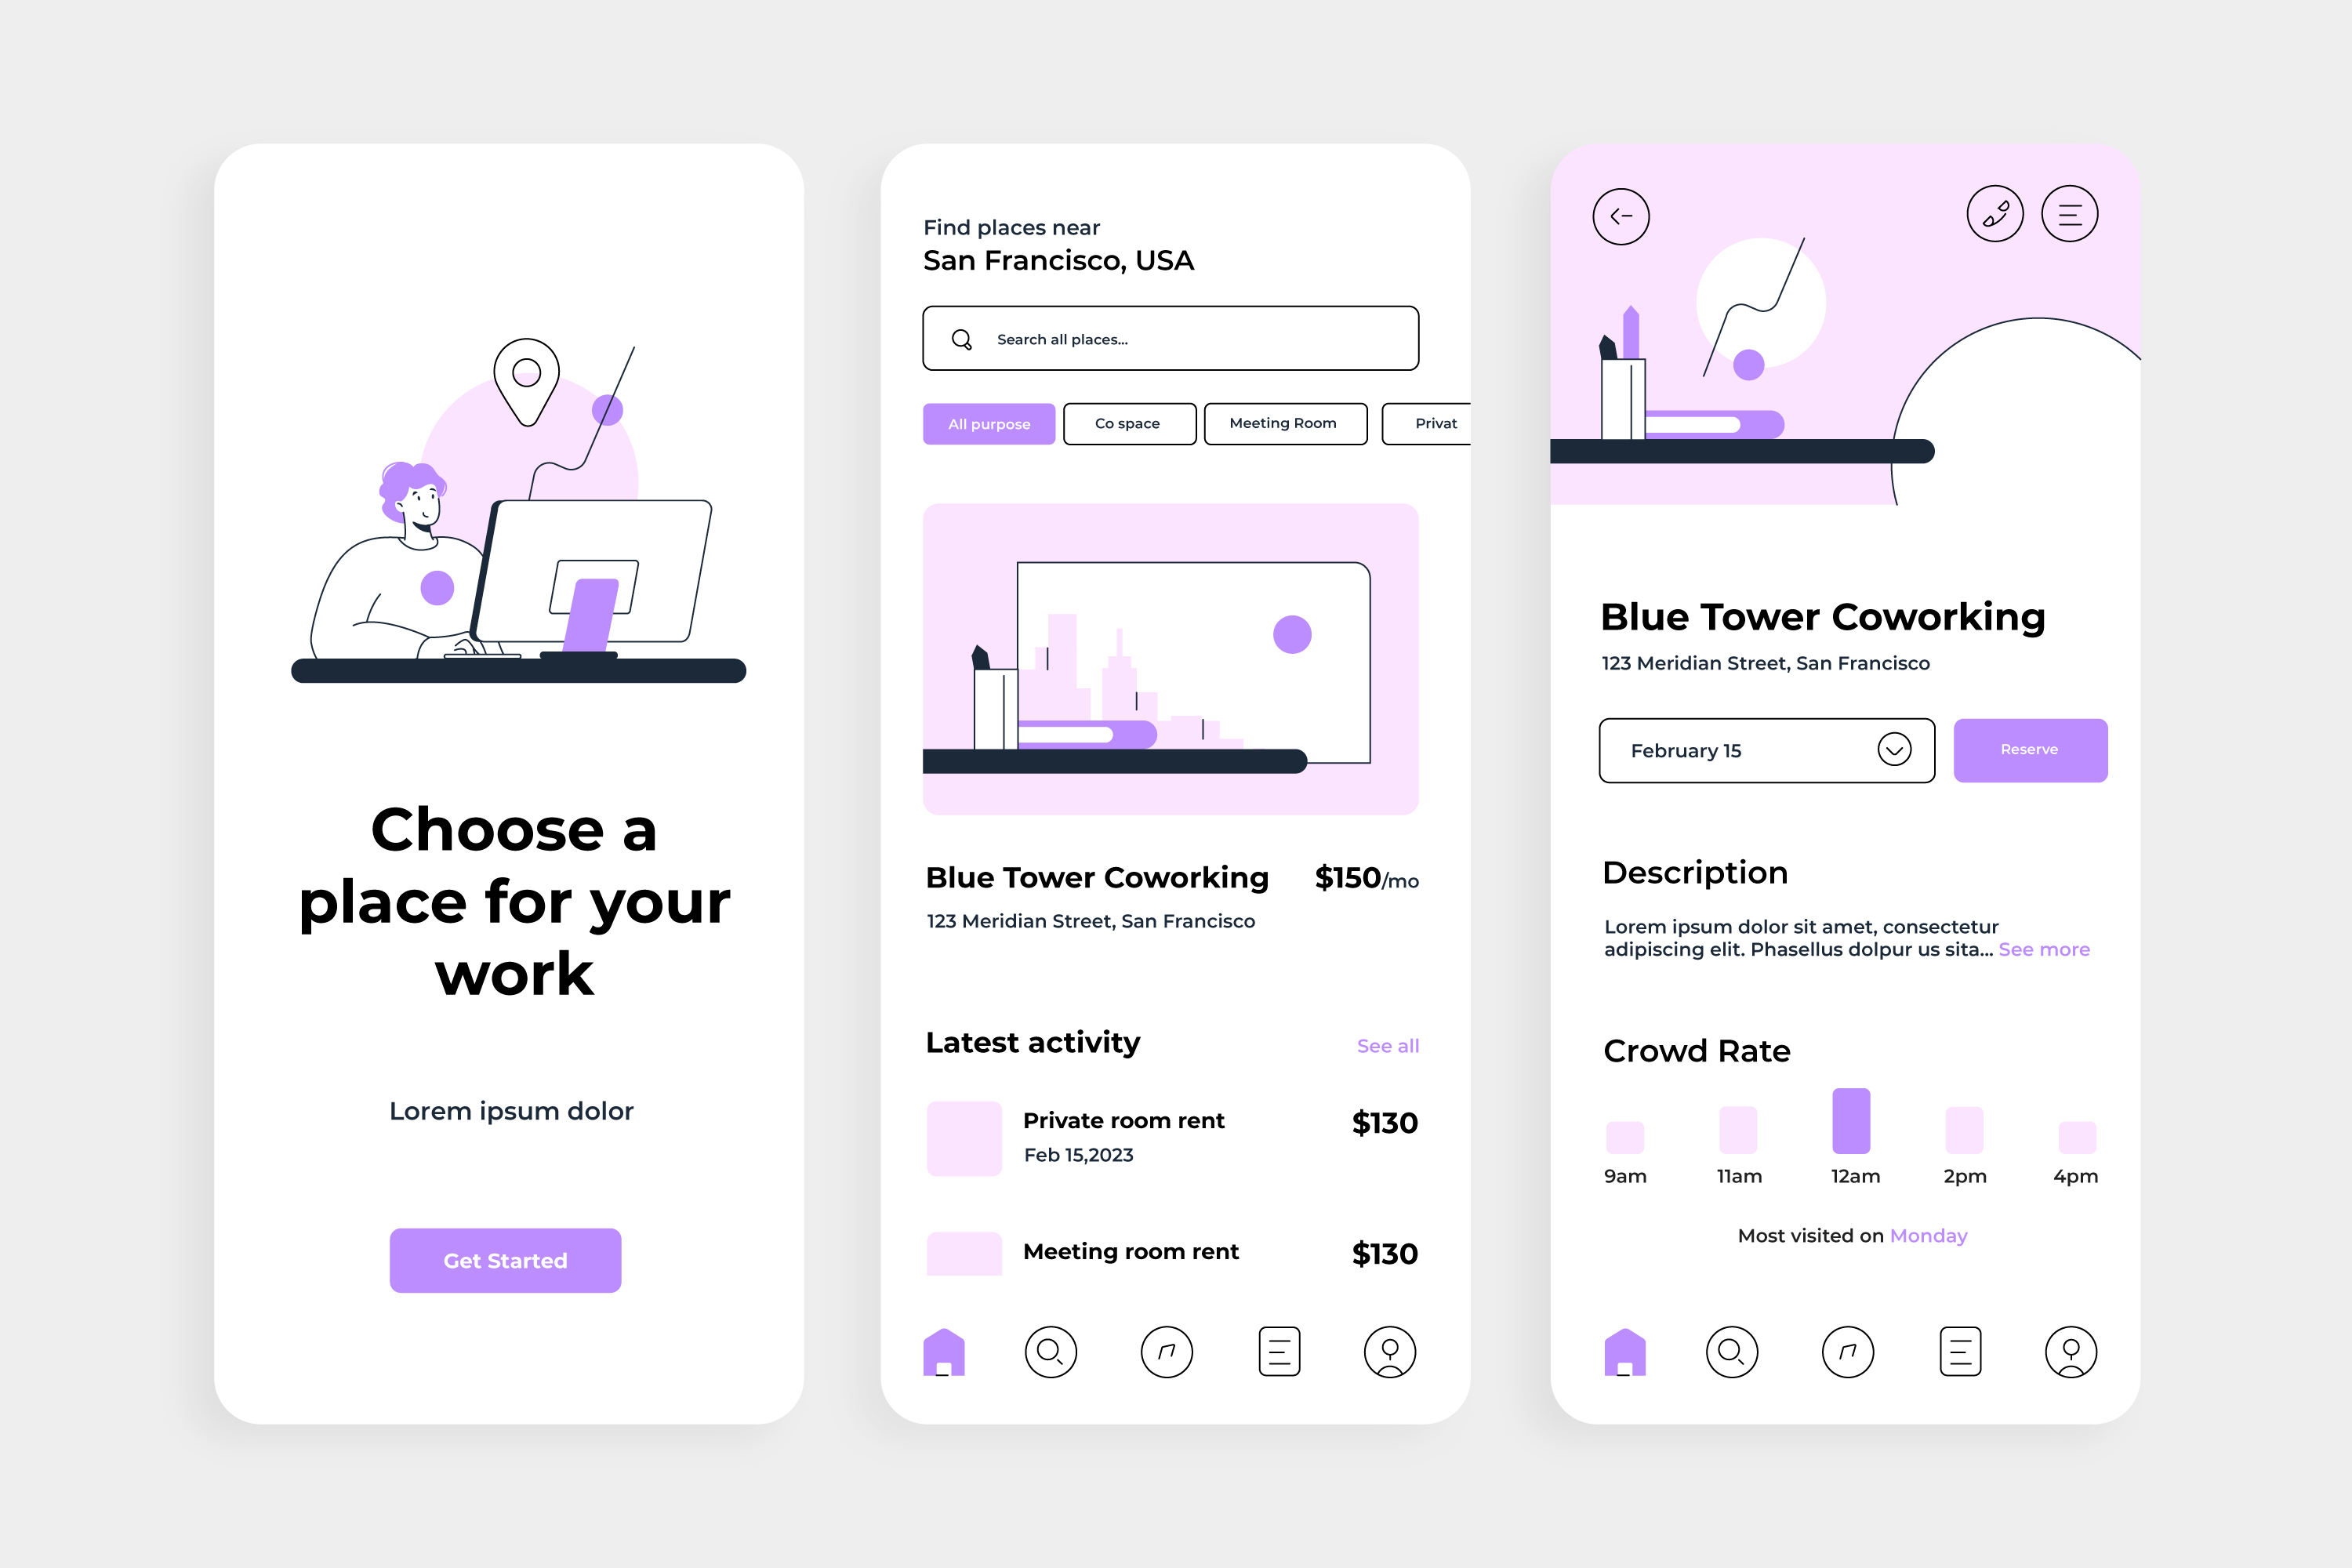 Choose a
place for your
work
Lorem ipsum dolor
Get Started
Find places near
San Francisco, USA
Search all places...
All purpose
Co space
Meeting Room
Privat
Blue Tower Coworking
$150/mo
123 Meridian Street, San Francisco
Latest activity
See all
Private room rent
$130
Feb 15,2023
Meeting room rent
$130
Blue Tower Coworking
123 Meridian Street, San Francisco
February 15
Reserve
Description
Lorem ipsum dolor sit amet, consectetur
adipiscing elit. Phasellus dolpur us sita... See more
Crowd Rate
9am
11am
12am
2pm
4pm
Most visited on Monday